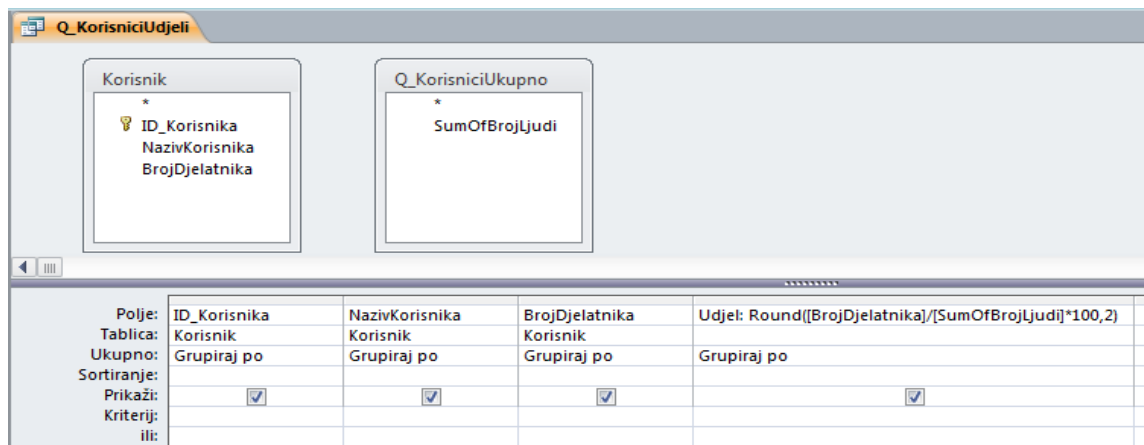 Q_KorisniciUdjeli
Korisnik
*
ID_Korisnika
NazivKorisnika
BrojDjelatnika
Q_KorisniciUkupno
*
SumOfBrojLjudi
Polje: ID_Korisnika NazivKorisnika BrojDjelatnika Udjel: Round([BrojDjelatnika]/[SumOfBrojLjudi]*100,2)
Tablica: Korisnik Korisnik Korisnik
Ukupno: Grupiraj po Grupiraj po Grupiraj po Grupiraj po
Sortiranje:
Prikaži:
Kriterij:
ili: